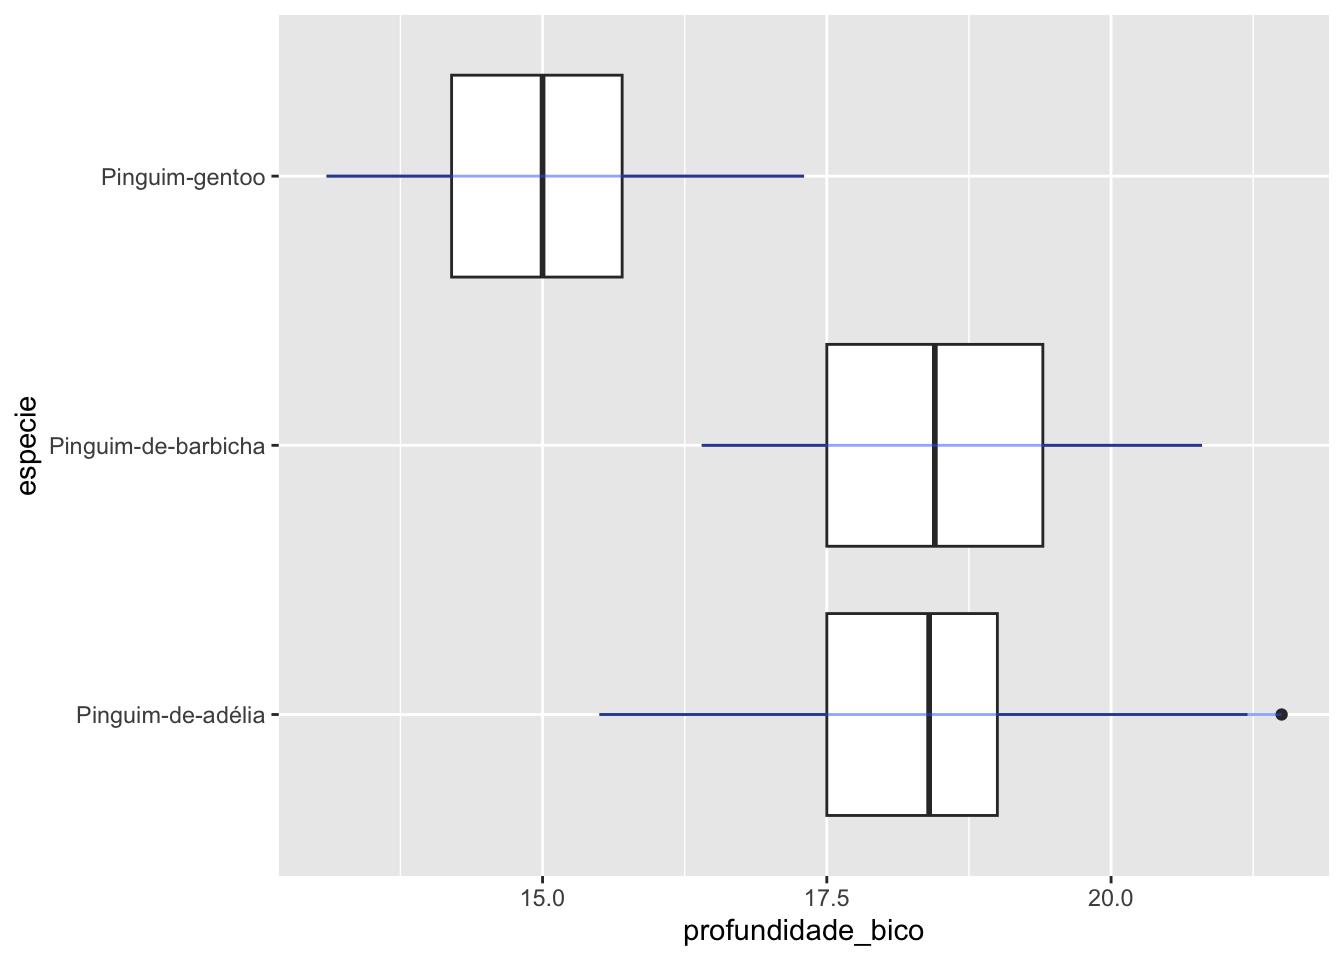 especie
Pinguim-gentoo
Pinguim-de-barbicha
Pinguim-de-adélia
15.0 17.5 20.0
profundidade_bico